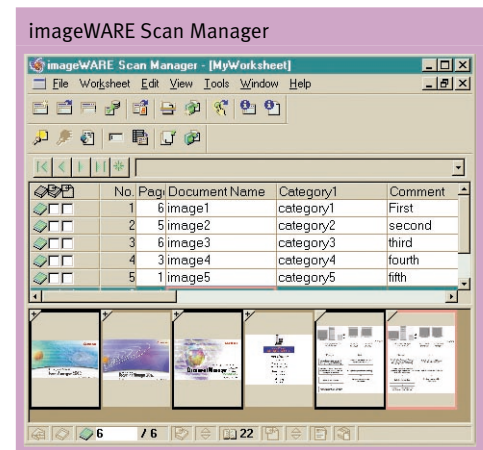 imageWARE Scan Manager
imageWARE Scan Manager - [MyWorksheet]
File Worksheet Edit View Tools Window Help
No. Pag Document Name Category1 Comment
1 6 image1 category1 First
2 5 image2 category2 second
3 6 image3 category3 third
4 3 image4 category4 fourth
5 1 image5 category5 fifth
6 / 6 22